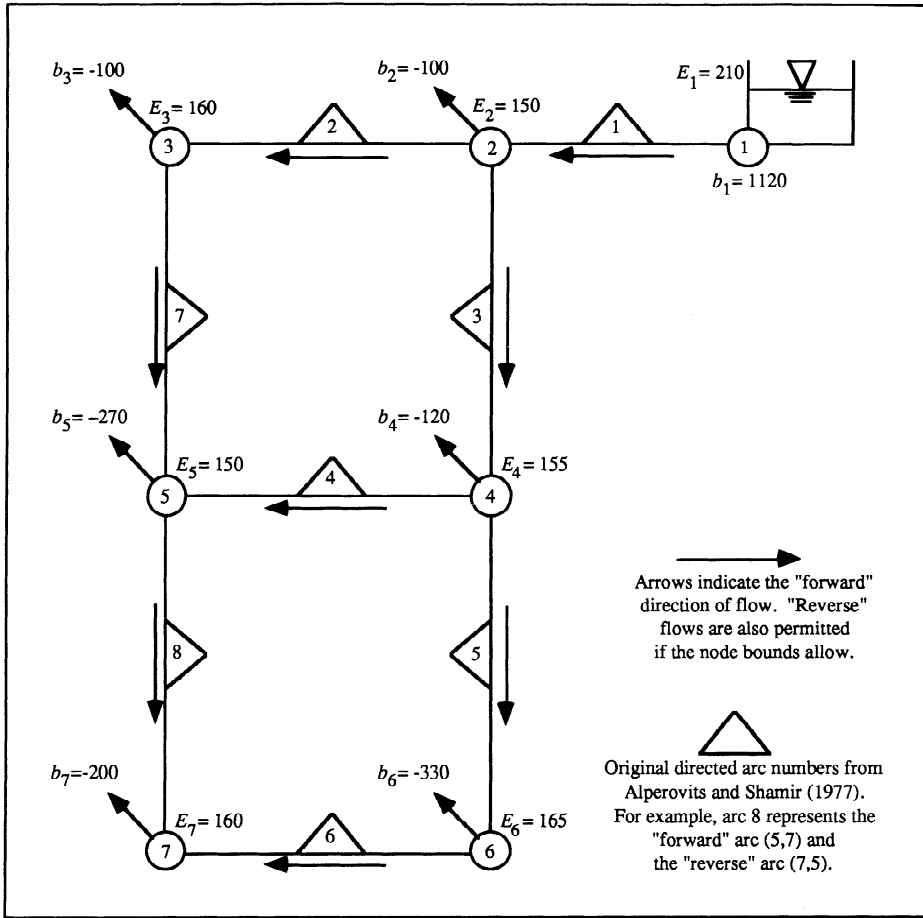 b3= -100
b2= -100
E1= 210
E3= 160
E2= 150
2
1
3
2
1
b1= 1120
7
3
b5= -270
b4= -120
E5= 150
E4= 155
4
5
4
Arrows indicate the "forward"
direction of flow. "Reverse"
flows are also permitted
if the node bounds allow.
8
5
b7=-200
b6= -330
E7= 160
E6= 165
6
7
6
Original directed arc numbers from
Alperovits and Shamir (1977).
For example, arc 8 represents the
"forward" arc (5,7) and
the "reverse" arc (7,5).